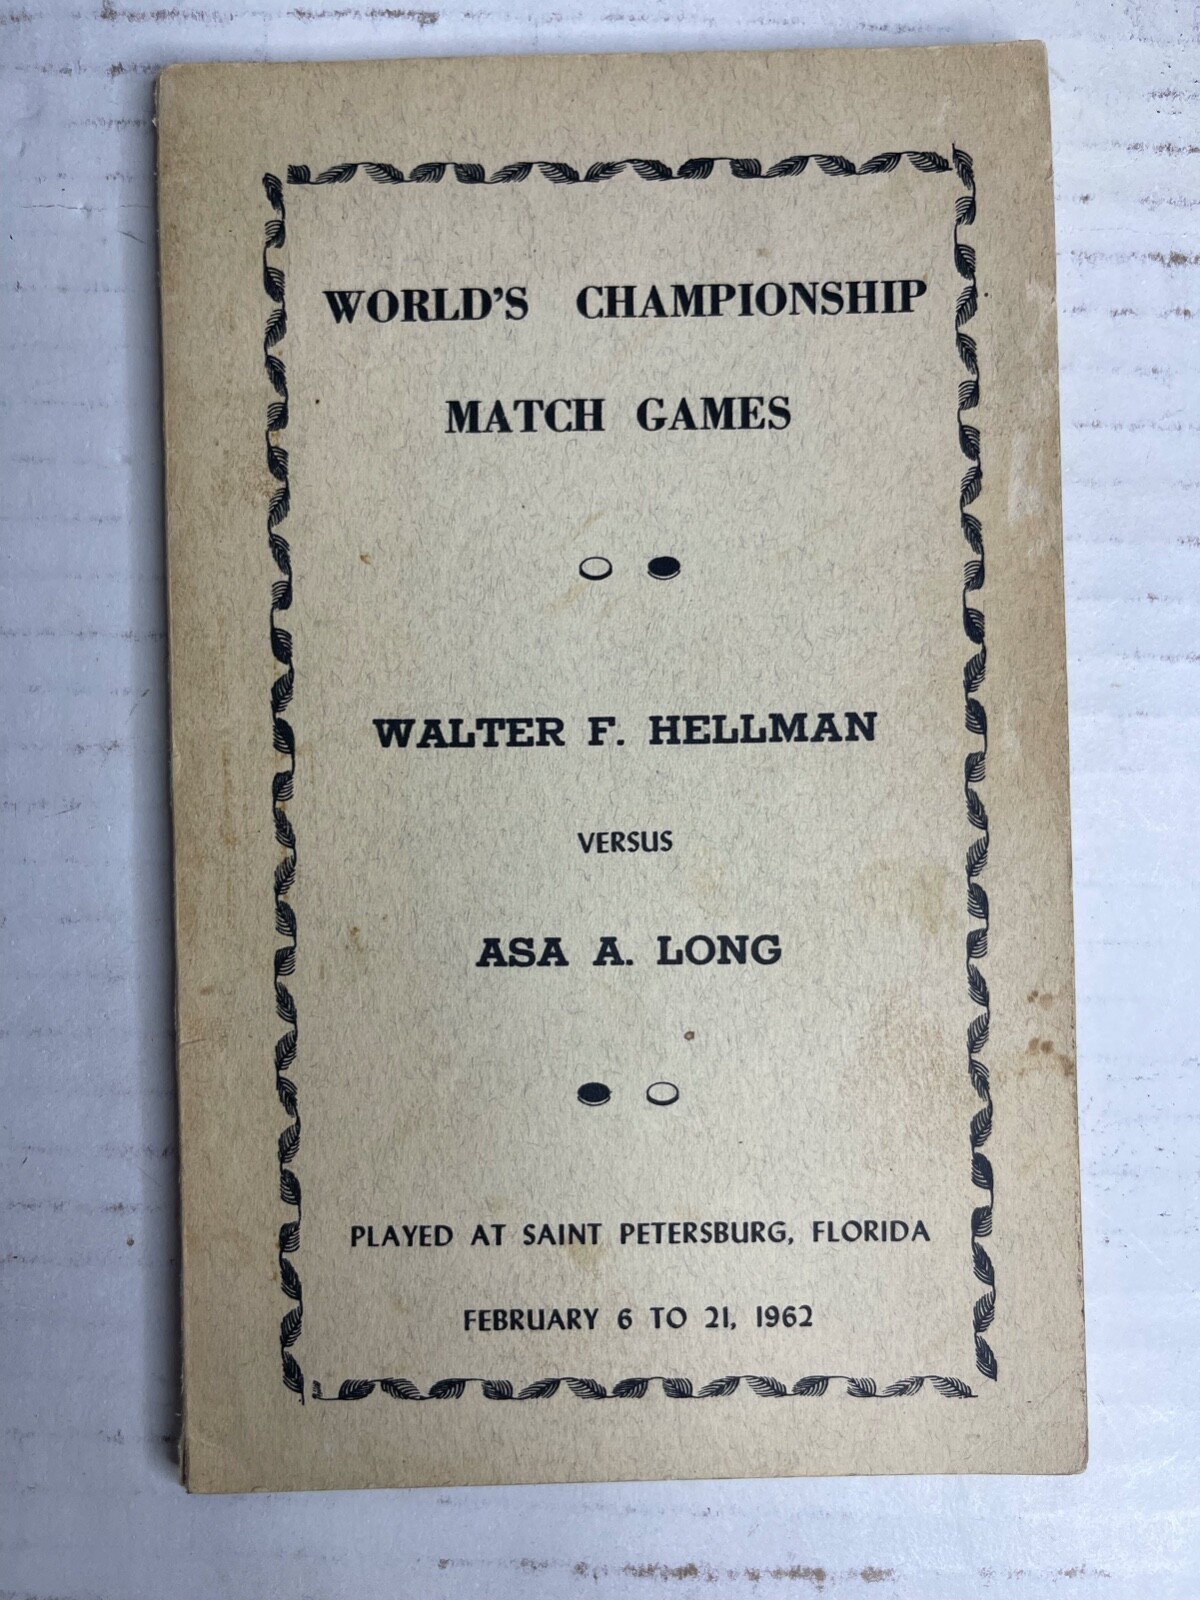 WORLD'S CHAMPIONSHIP
MATCH GAMES
WALTER F. HELLMAN
VERSUS
ASA A. LONG
PLAYED AT SAINT PETERSBURG, FLORIDA
FEBRUARY 6 TO 21, 1962